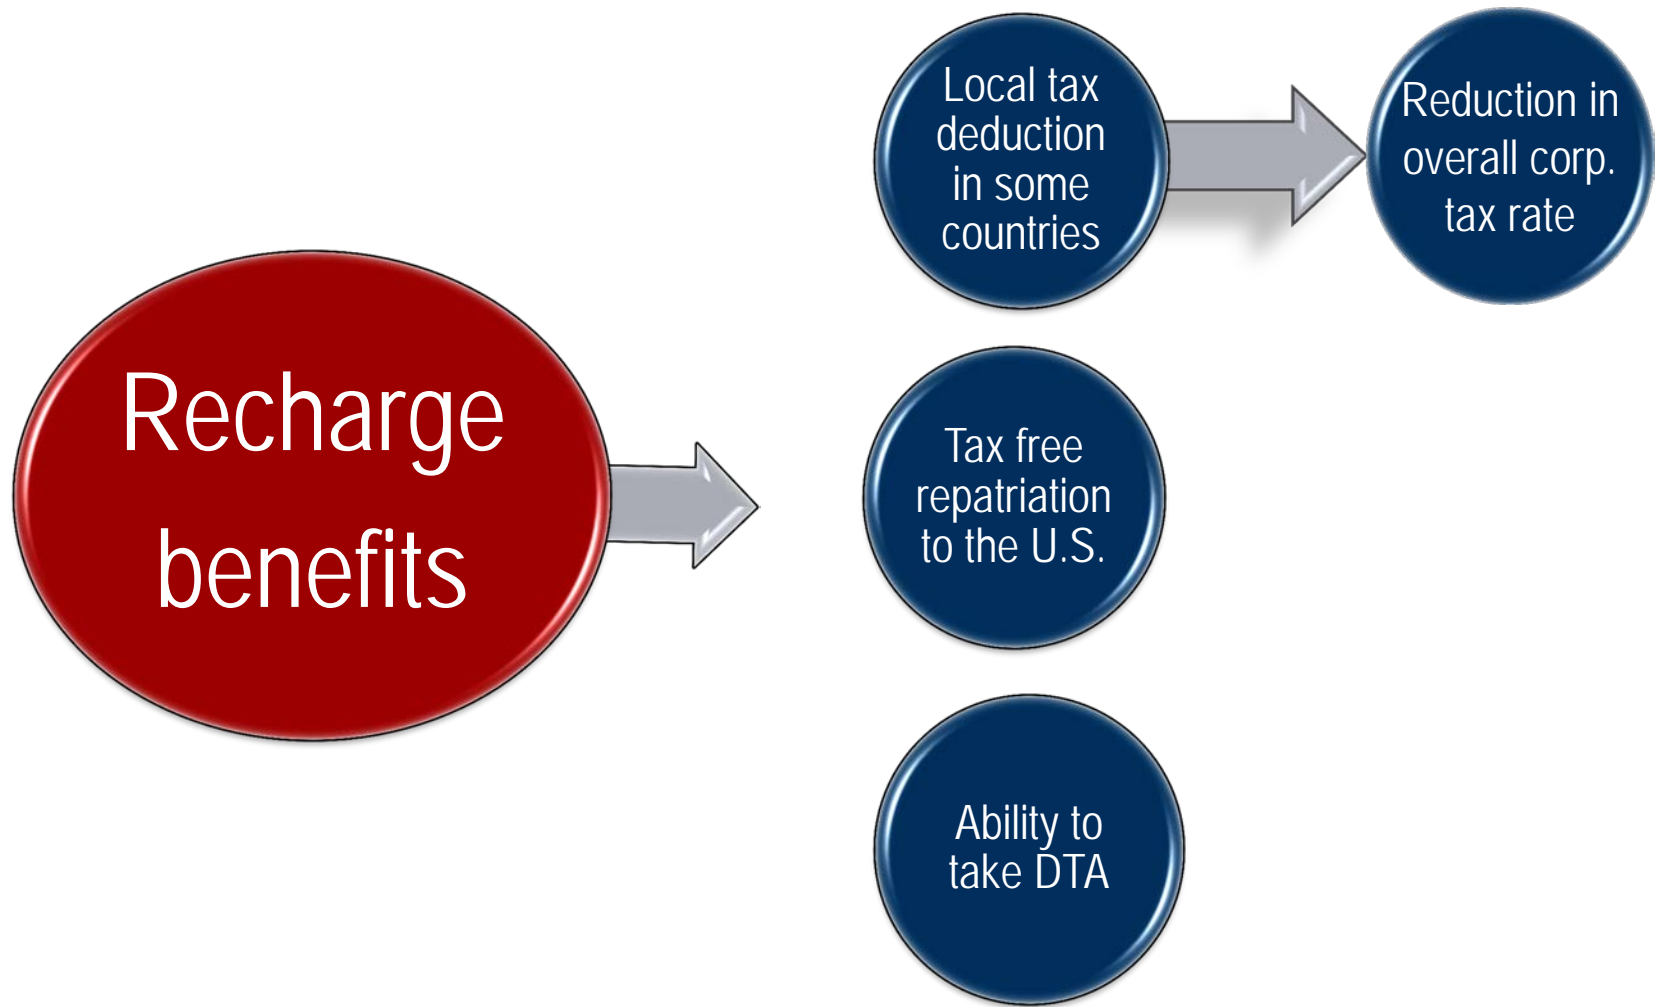 Recharge
benefits
Local tax
deduction
in some
countries
Reduction in
overall corp.
tax rate
Tax free
repatriation
to the U.S.
Ability to
take DTA